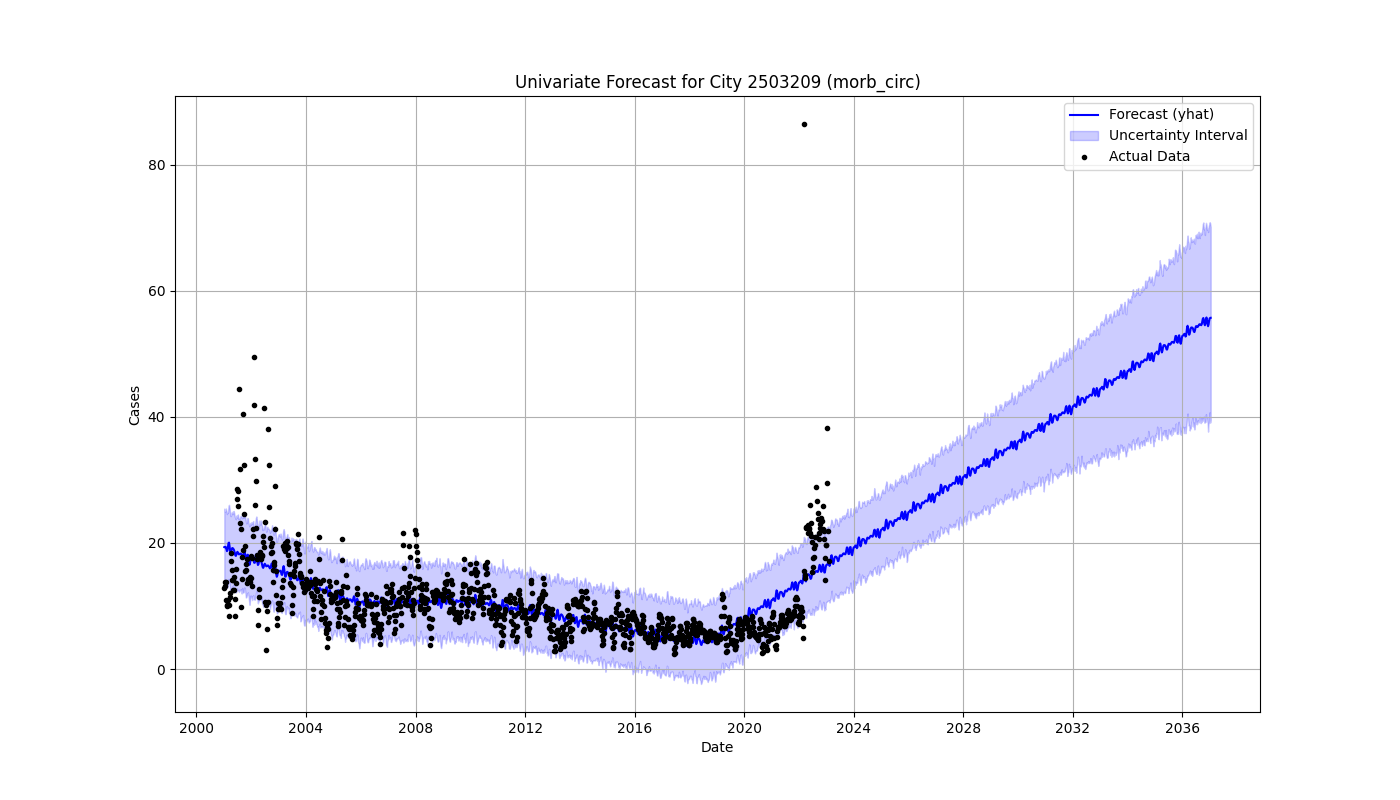 Univariate Forecast for City 2503209 (morb_circ)
Forecast (yhat)
Uncertainty Interval
Actual Data
Cases
80
60
40
20
0
2000 2004 2008 2012 2016 2020 2024 2028 2032 2036
Date